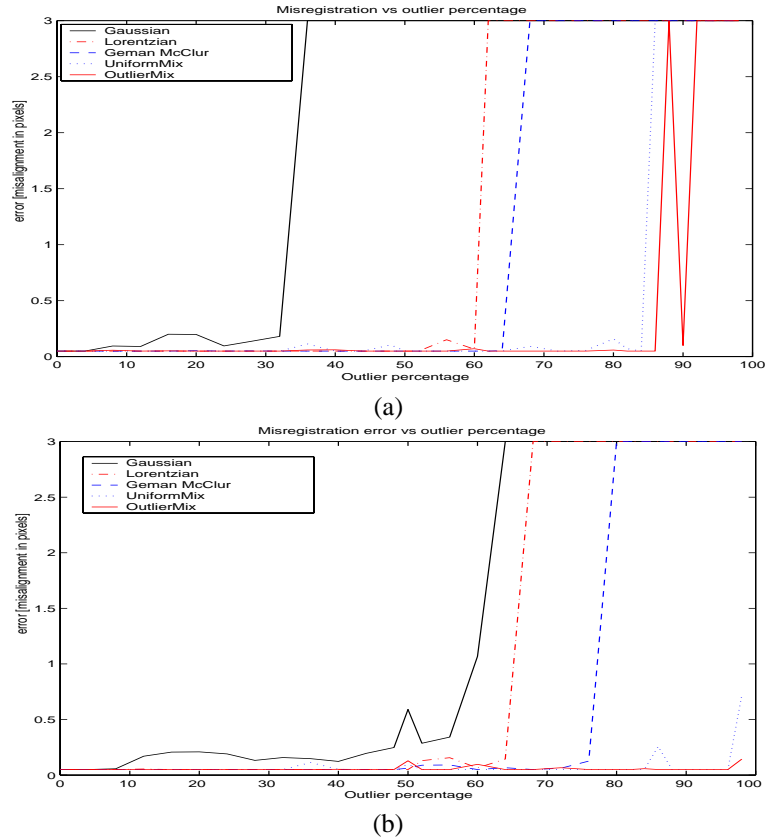 Misregistration vs outlier percentage
3
2.5
2
1.5
1
0.5
0
error [misalignment in pixels]
Gaussian
Lorentzian
Geman McClur
UniformMix
OutlierMix
0 10 20 30 40 50 60 70 80 90 100
Outlier percentage
(a)
Misregistration error vs outlier percentage
3
2.5
2
1.5
1
0.5
0
error [misalignment in pixels]
Gaussian
Lorentzian
Geman McClur
UniformMix
OutlierMix
0 10 20 30 40 50 60 70 80 90 100
Outlier percentage
(b)